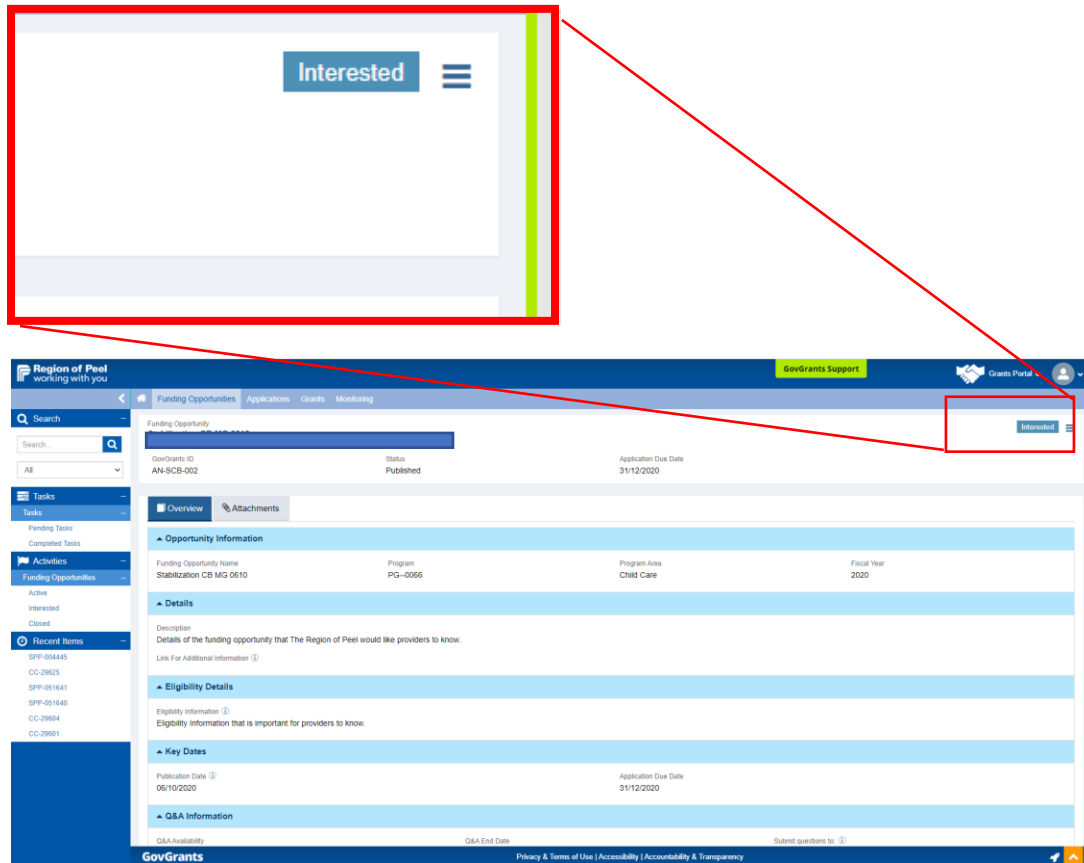 Interested
Region of Peel
working with you
GovGrants Support
Grants Portal
Funding Opportunities Applications Grants Monitoring
Search
Search...
All
Tasks
Tasks
Pending Tasks
Completed Tasks
Activities
Funding Opportunities
Active
Interested
Closed
Recent Items
SPP-004445
CC-29625
SPP-051641
SPP-051640
CC-29604
CC-29601
Funding Opportunity
Interested
GovGrants ID Status Application Due Date
AN-SCB-002 Published 31/12/2020
Overview Attachments
Opportunity Information
Funding Opportunity Name Program Program Area Fiscal Year
Stabilization CB MG 0610 PG--0066 Child Care 2020
Details
Description
Details of the funding opportunity that The Region of Peel would like providers to know.
Link For Additional Information
Eligibility Details
Eligibility Information
Eligibility Information that is important for providers to know.
Key Dates
Publication Date Application Due Date
06/10/2020 31/12/2020
Q&A Information
Q&A Availability Q&A End Date Submit questions to:
GovGrants Privacy & Terms of Use | Accessibility | Accountability & Transparency